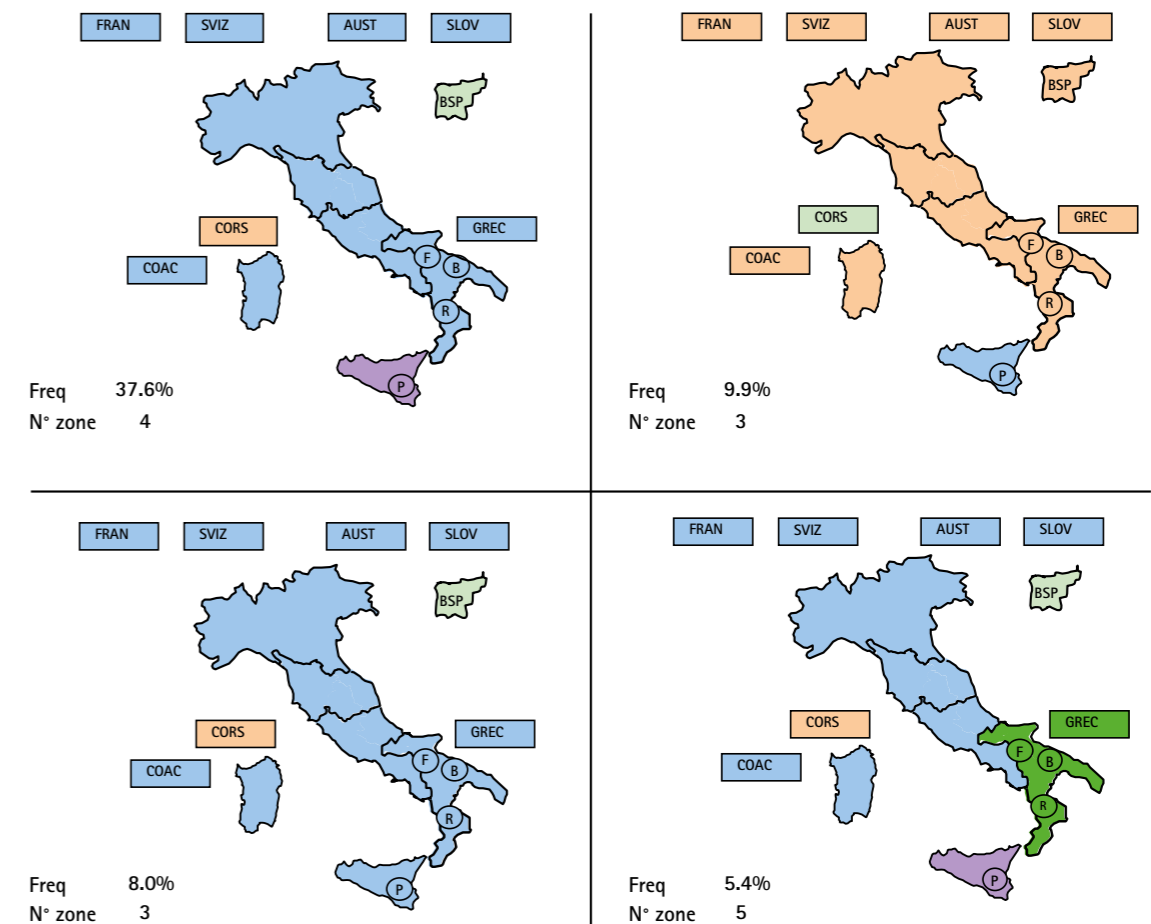 FRAN SVIZ AUST SLOV
BSP
CORS GREC
COAC F B
R
P
Freq 37.6%
N° zone 4
FRAN SVIZ AUST SLOV
BSP
CORS GREC
COAC F B
R
P
Freq 9.9%
N° zone 3
FRAN SVIZ AUST SLOV
BSP
CORS GREC
COAC F B
R
P
Freq 8.0%
N° zone 3
FRAN SVIZ AUST SLOV
BSP
CORS GREC
COAC F B
R
P
Freq 5.4%
N° zone 5